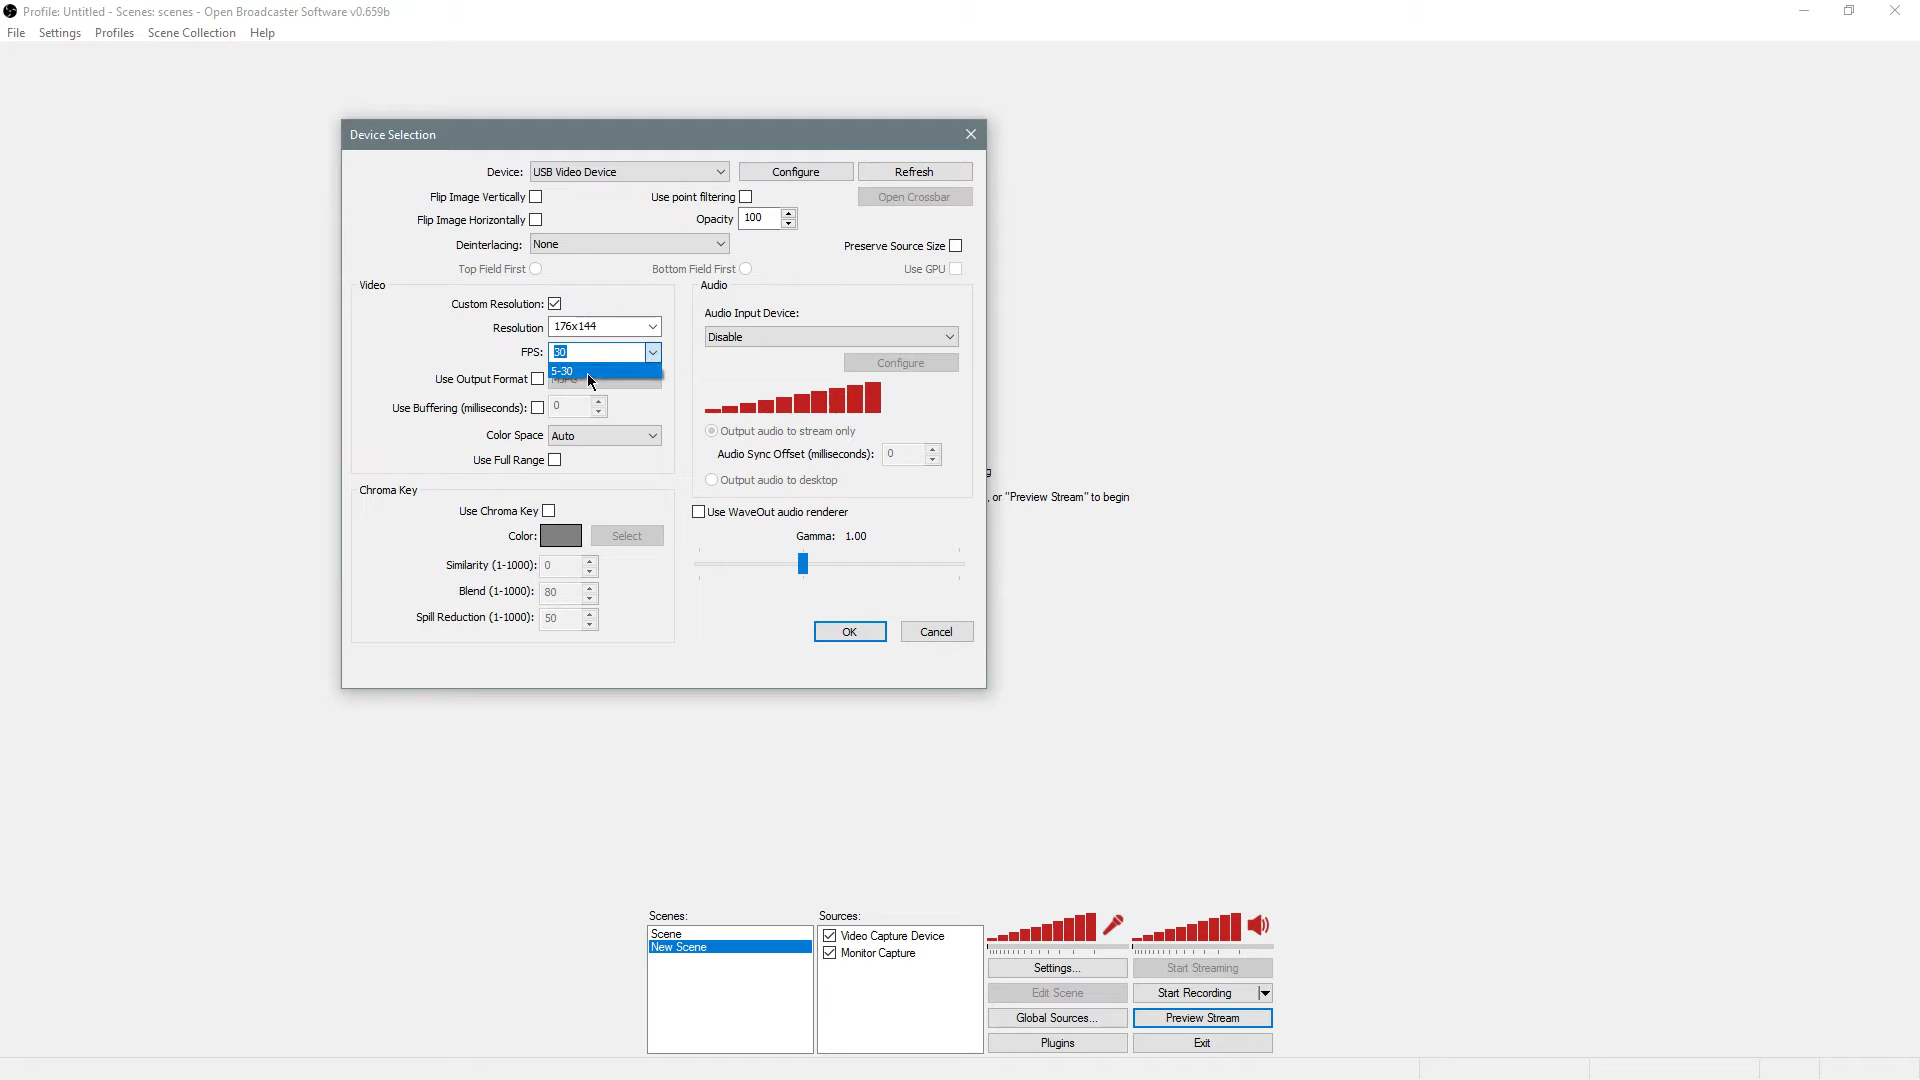 Profile: Untitled - Scenes: scenes - Open Broadcaster Software v0.659b
File Settings Profiles Scene Collection Help
Device Selection
Device: USB Video Device Configure Refresh
Flip Image Vertically Use point filtering Open Crossbar
Flip Image Horizontally Opacity 100
Deinterlacing: None Preserve Source Size
Top Field First Bottom Field First Use GPU
Video
Custom Resolution:
Resolution 176x144
FPS: 30
5-30
Use Output Format
Use Buffering (milliseconds): 0
Color Space Auto
Use Full Range
Audio
Audio Input Device:
Disable
Configure
Output audio to stream only
Audio Sync Offset (milliseconds): 0
Output audio to desktop
Chroma Key
Use Chroma Key
Color: Select
Similarity (1-1000): 0
Blend (1-1000): 80
Spill Reduction (1-1000): 50
Use WaveOut audio renderer
Gamma: 1.00
OK Cancel
g
, or "Preview Stream" to begin
Scenes:
Scene
New Scene
Sources:
Video Capture Device
Monitor Capture
Settings... Start Streaming
Edit Scene Start Recording
Global Sources... Preview Stream
Plugins Exit